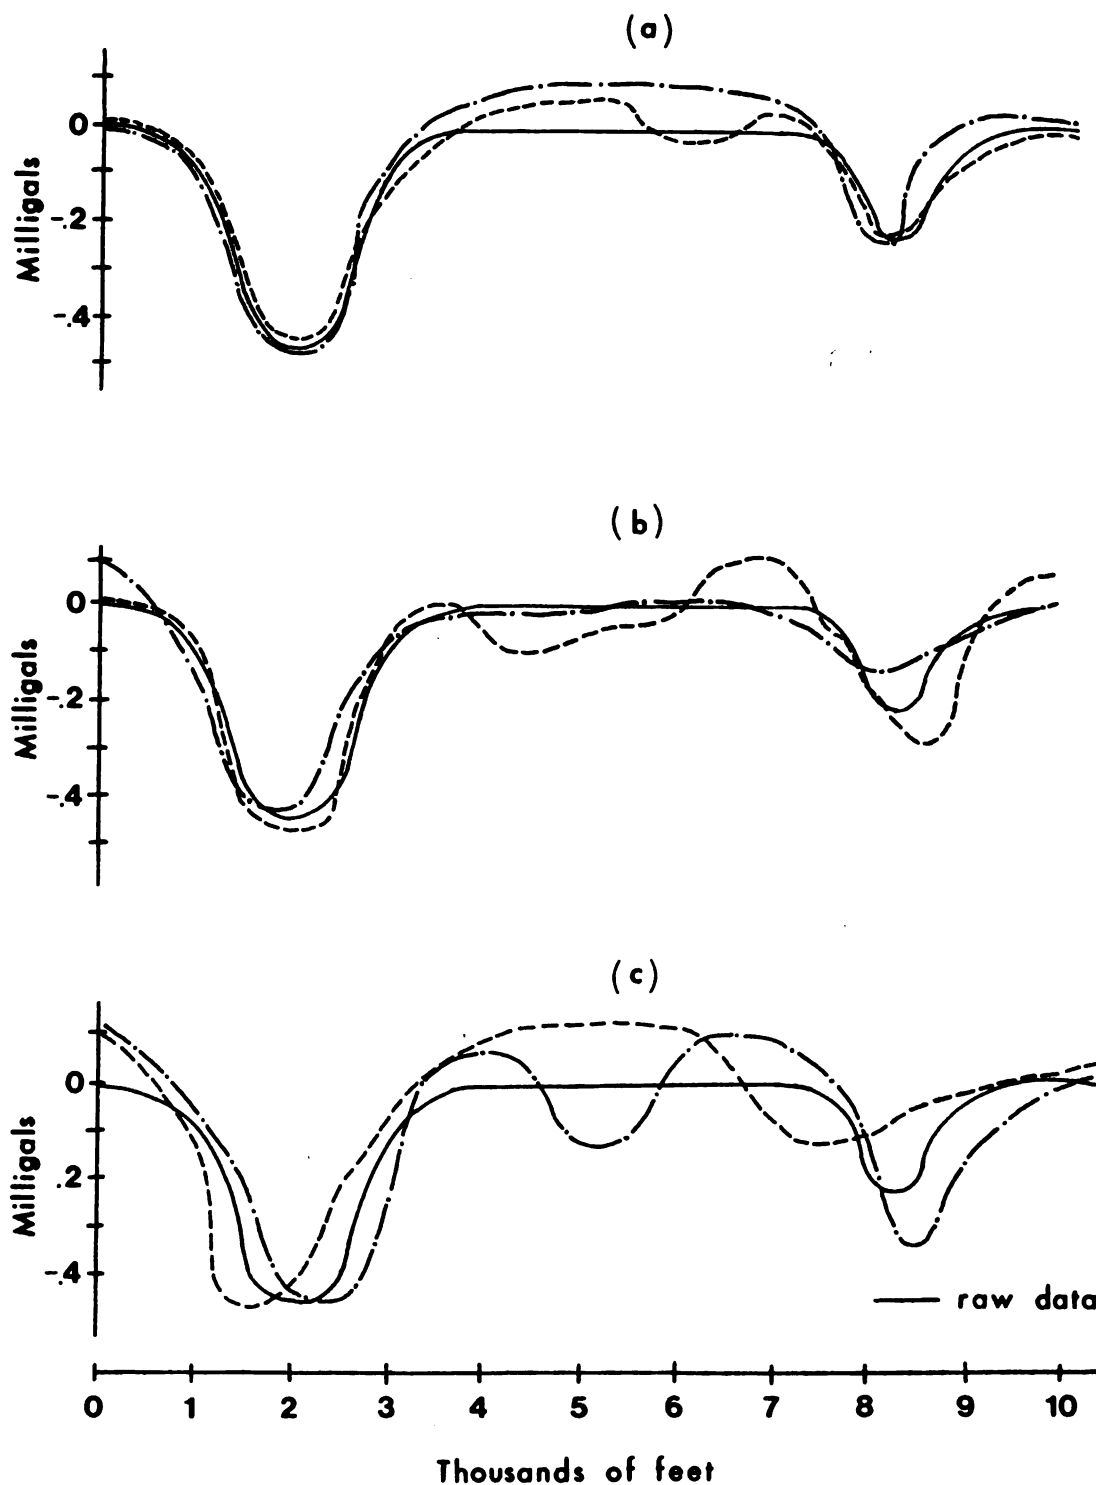 (a)
0
-.2
-.4
Milligals
(b)
0
-.2
-.4
Milligals
(c)
0
.2
-.4
Milligals
raw data
0 1 2 3 4 5 6 7 8 9 10
Thousands of feet